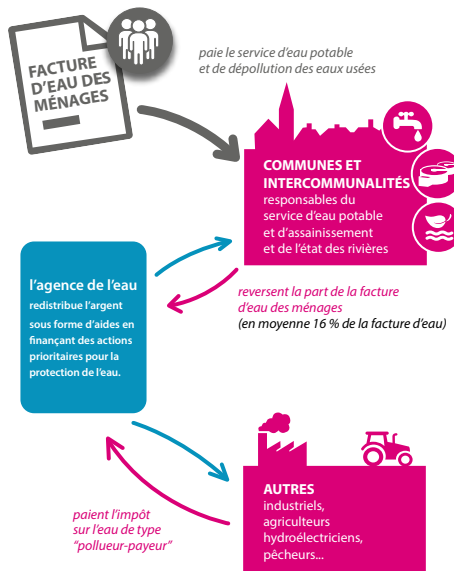 FACTURE
D'EAU DES
MÉNAGES
paie le service d'eau potable
et de dépollution des eaux usées
COMMUNES ET
INTERCOMMUNALITÉS
responsables du
service d'eau potable
et d'assainissement
et de l'état des rivières
l'agence de l'eau
redistribue l'argent
sous forme d'aides en
finançant des actions
prioritaires pour la
protection de l'eau.
reversent la part de la facture
d'eau des ménages
(en moyenne 16 % de la facture d'eau)
AUTRES
industriels,
agriculteurs
hydroélectriciens,
pêcheurs...
paient l'impôt
sur l'eau de type
"pollueur-payeur"